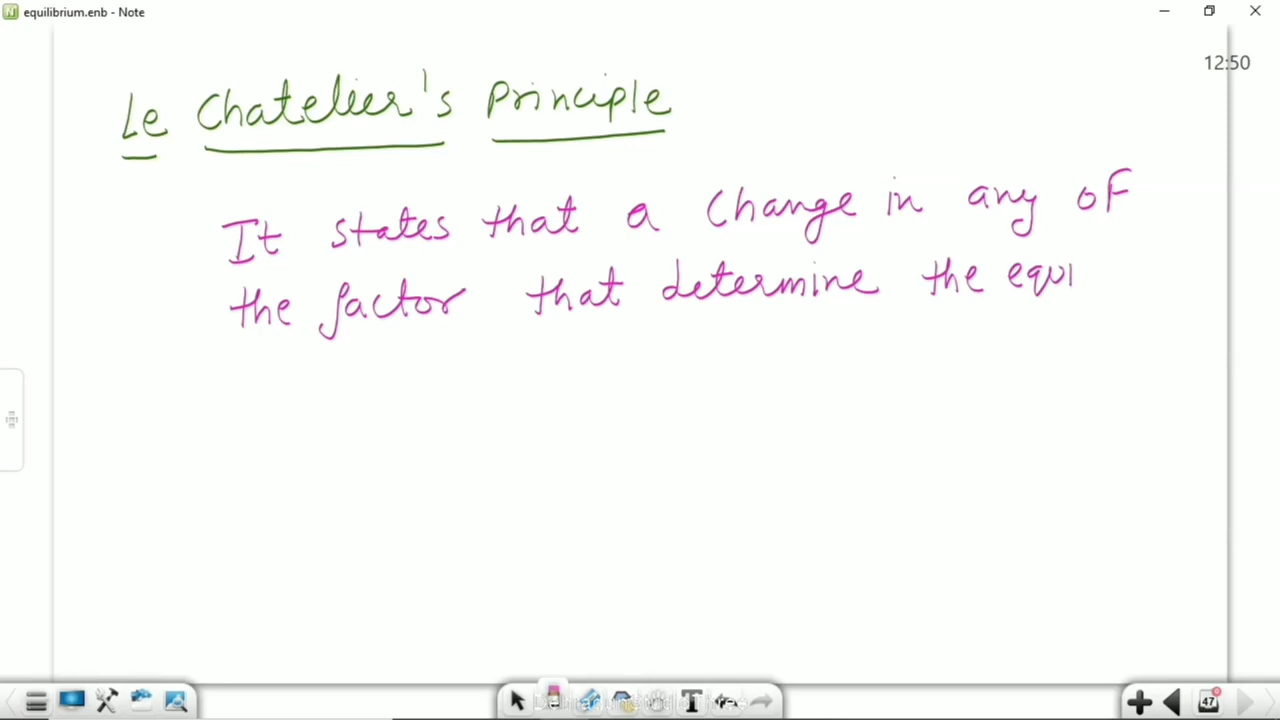 equilibrium.enb - Note
12:50
Le Chatelier's Principle
It states that a change in any of
the factor that determine the equi
47